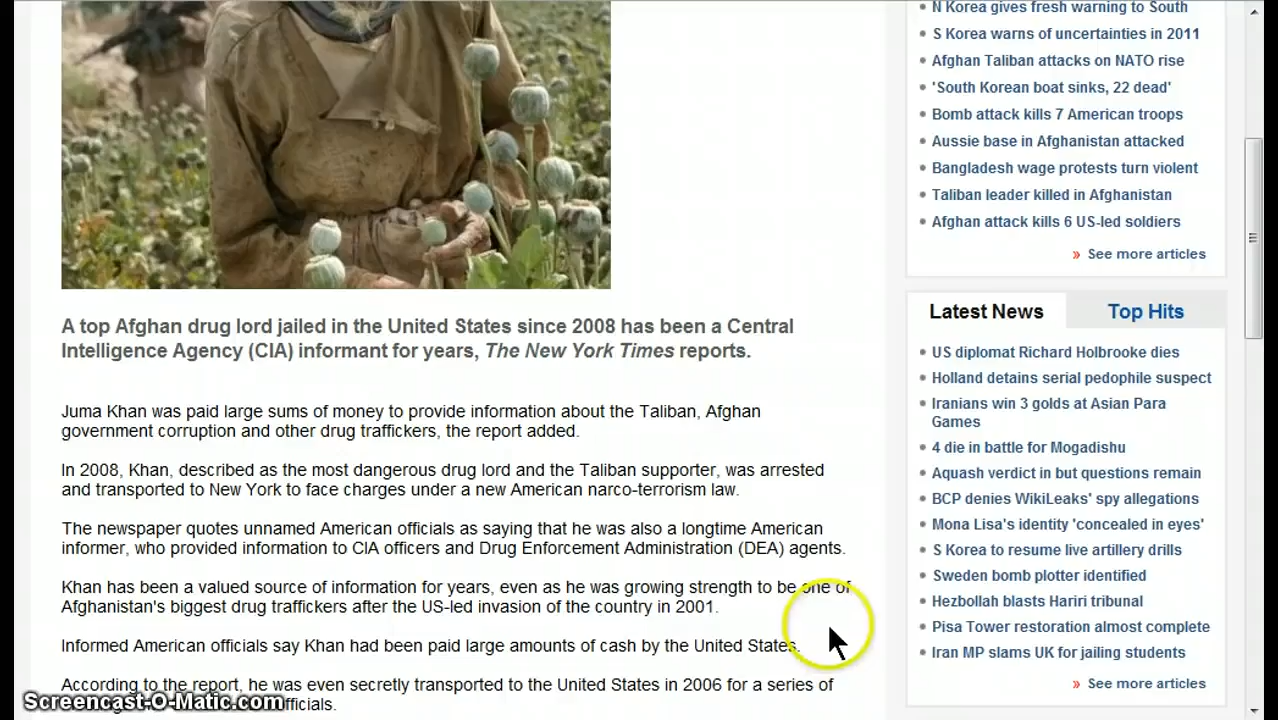 A top Afghan drug lord jailed in the United States since 2008 has been a Central
Intelligence Agency (CIA) informant for years, The New York Times reports.
Juma Khan was paid large sums of money to provide information about the Taliban, Afghan
government corruption and other drug traffickers, the report added.
In 2008, Khan, described as the most dangerous drug lord and the Taliban supporter, was arrested
and transported to New York to face charges under a new American narco-terrorism law.
The newspaper quotes unnamed American officials as saying that he was also a longtime American
informer, who provided information to CIA officers and Drug Enforcement Administration (DEA) agents.
Khan has been a valued source of information for years, even as he was growing strength to be one of
Afghanistan's biggest drug traffickers after the US-led invasion of the country in 2001.
Informed American officials say Khan had been paid large amounts of cash by the United States.
According to the report, he was even secretly transported to the United States in 2006 for a series of
Screencast-O-Matic.com
N Korea gives fresh warning to South
S Korea warns of uncertainties in 2011
Afghan Taliban attacks on NATO rise
'South Korean boat sinks, 22 dead'
Bomb attack kills 7 American troops
Aussie base in Afghanistan attacked
Bangladesh wage protests turn violent
Taliban leader killed in Afghanistan
Afghan attack kills 6 US-led soldiers
» See more articles
Latest News Top Hits
US diplomat Richard Holbrooke dies
Holland detains serial pedophile suspect
Iranians win 3 golds at Asian Para
Games
4 die in battle for Mogadishu
Aquash verdict in but questions remain
BCP denies WikiLeaks' spy allegations
Mona Lisa's identity 'concealed in eyes'
S Korea to resume live artillery drills
Sweden bomb plotter identified
Hezbollah blasts Hariri tribunal
Pisa Tower restoration almost complete
Iran MP slams UK for jailing students
» See more articles